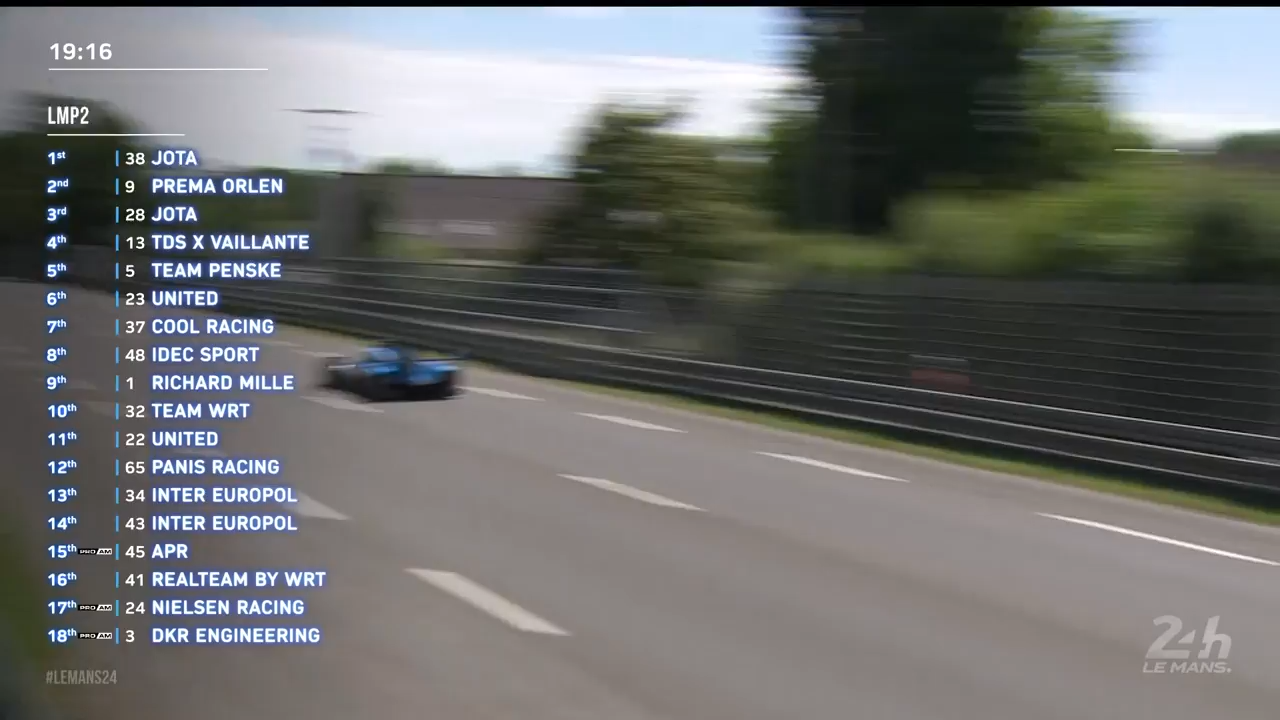 19:16
LMP2
1st 38 JOTA
2nd 9 PREMA ORLEN
3rd 28 JOTA
4th 13 TDS X VAILLANTE
5th 5 TEAM PENSKE
6th 23 UNITED
7th 37 COOL RACING
8th 48 IDEC SPORT
9th 1 RICHARD MILLE
10th 32 TEAM WRT
11th 22 UNITED
12th 65 PANIS RACING
13th 34 INTER EUROPOL
14th 43 INTER EUROPOL
15th PRO/AM 45 APR
16th 41 REALTEAM BY WRT
17th PRO/AM 24 NIELSEN RACING
18th PRO/AM 3 DKR ENGINEERING
24h
LE MANS.
#LEMANS24